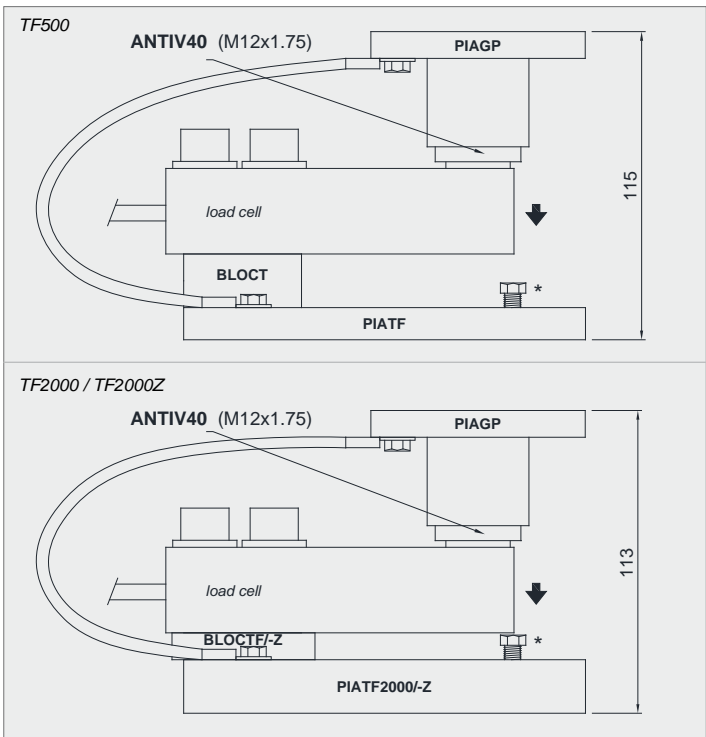 TF500
ANTIV40 (M12x1.75)
PIAGP
115
load cell
BLOCT
*
PIATF
TF2000 / TF2000Z
ANTIV40 (M12x1.75)
PIAGP
113
load cell
BLOCTF/-Z
*
PIATF2000/-Z